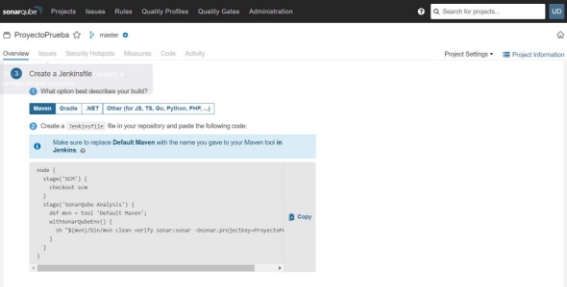 sonarqube Projects Issues Rules Quality Profiles Quality Gates Administration Search for projects... UD
ProyectoPrueba master
Overview Issues Security Hotspots Measures Code Activity Project Settings Project Information
3 Create a Jenkinsfile
1 What option best describes your build?
Maven Gradle .NET Other (for JS, TS, Go, Python, PHP, ...)
2 Create a Jenkinsfile file in your repository and paste the following code:
Make sure to replace Default Maven with the name you gave to your Maven tool in
Jenkins.
node {
stage('SCM') {
checkout scm
}
stage('SonarQube Analysis') {
def mvn = tool 'Default Maven';
withSonarQubeEnv() {
sh "${mvn}/bin/mvn clean verify sonar:sonar -Dsonar.projectKey=ProyectoPr
}
}
}
Copy